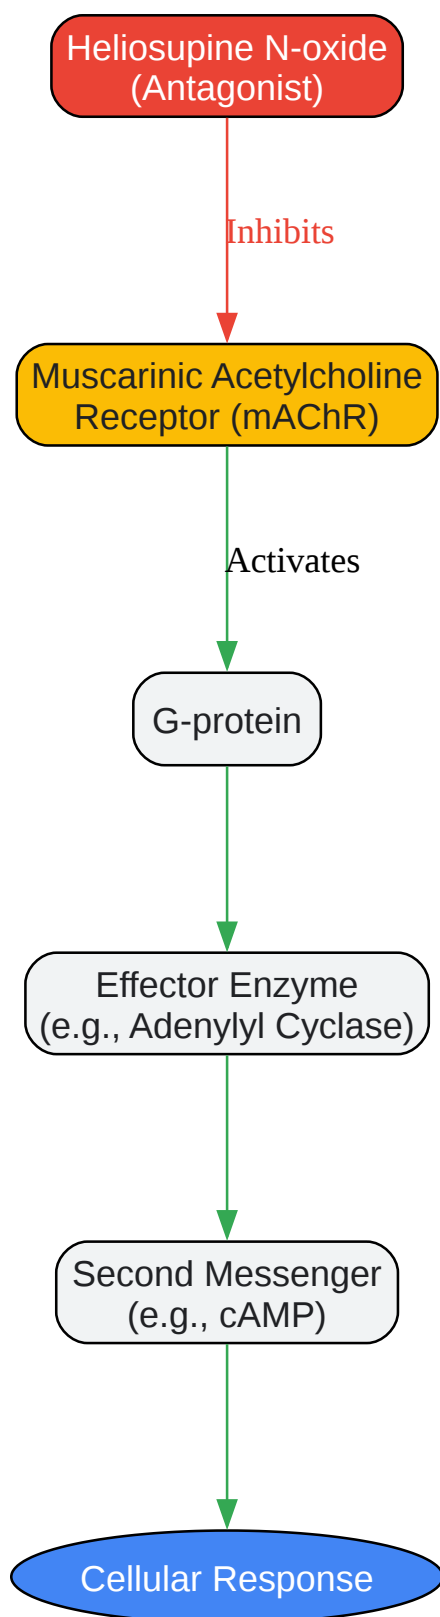 Heliosupine N-oxide
(Antagonist)
Inhibits
Muscarinic Acetylcholine
Receptor (mAChR)
Activates
G-protein
Effector Enzyme
(e.g., Adenylyl Cyclase)
Second Messenger
(e.g., cAMP)
Cellular Response